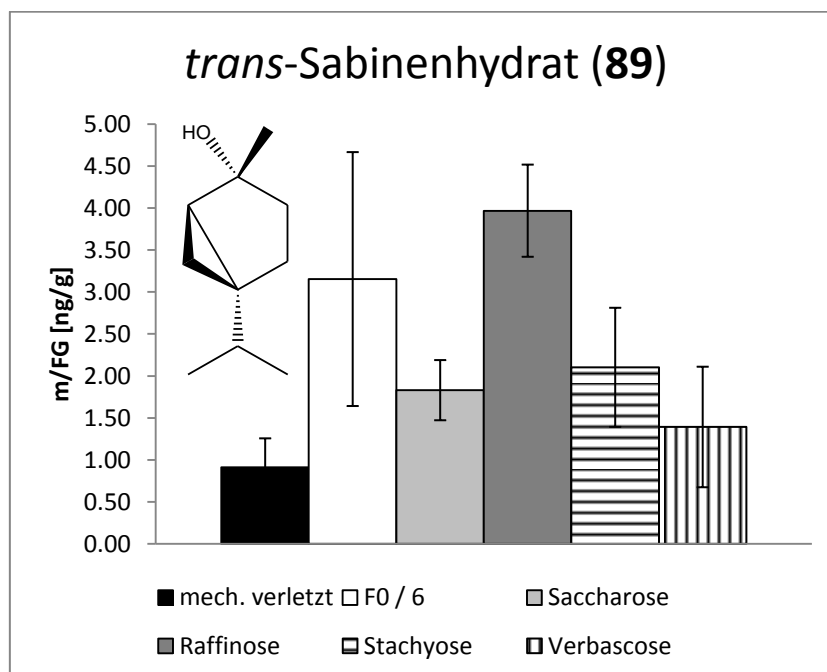 trans-Sabinenhydrat (89)
5.00
4.50
4.00
3.50
3.00
2.50
2.00
1.50
1.00
0.50
0.00
m/FG [ng/g]
HO
mech. verletzt F0 / 6 Saccharose
Raffinose Stachyose Verbascose